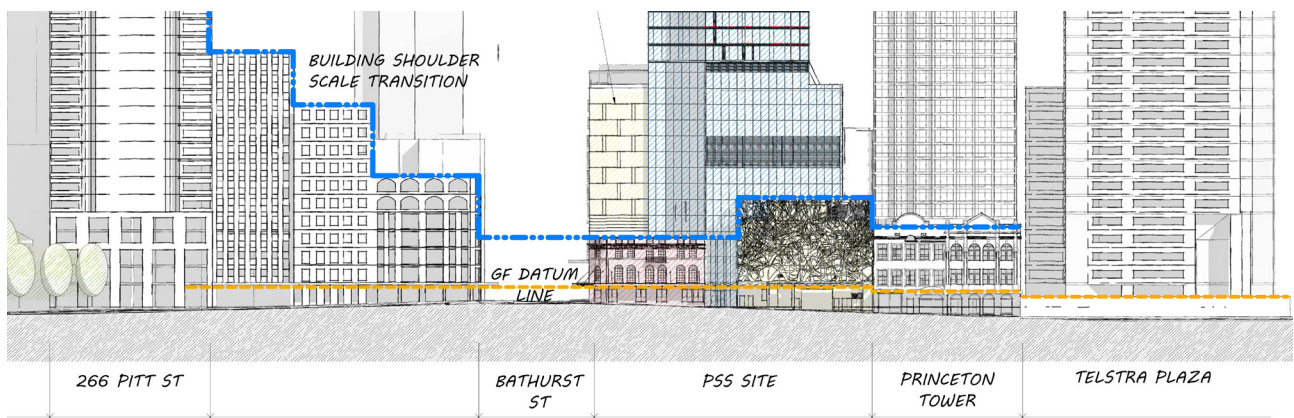 BUILDING SHOULDER
SCALE TRANSITION
GF DATUM
LINE
266 PITT ST
BATHURST
ST
PSS SITE
PRINCETON
TOWER
TELSTRA PLAZA